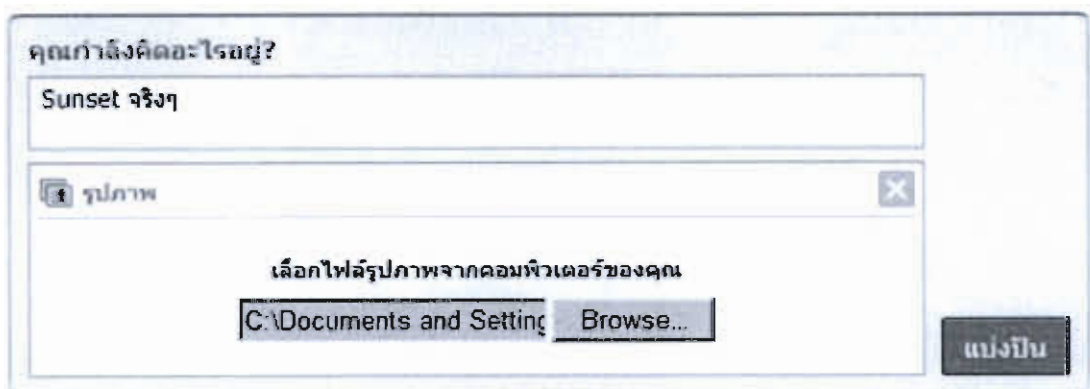 คุณกำลังคิดอะไรอยู่?
Sunset จริงๆ
รูปภาพ
เลือกไฟล์รูปภาพจากคอมพิวเตอร์ของคุณ
C:\Documents and Setting Browse...
แบ่งปัน